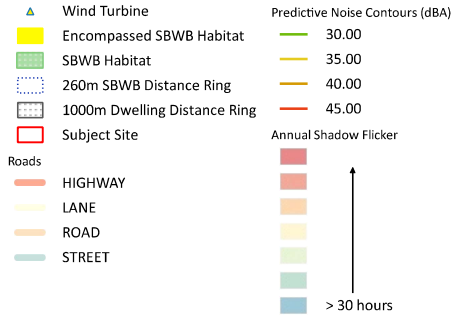 Wind Turbine
Encompassed SBWB Habitat
SBWB Habitat
260m SBWB Distance Ring
1000m Dwelling Distance Ring
Subject Site
Roads
HIGHWAY
LANE
ROAD
STREET
Predictive Noise Contours (dBA)
30.00
35.00
40.00
45.00
Annual Shadow Flicker
> 30 hours